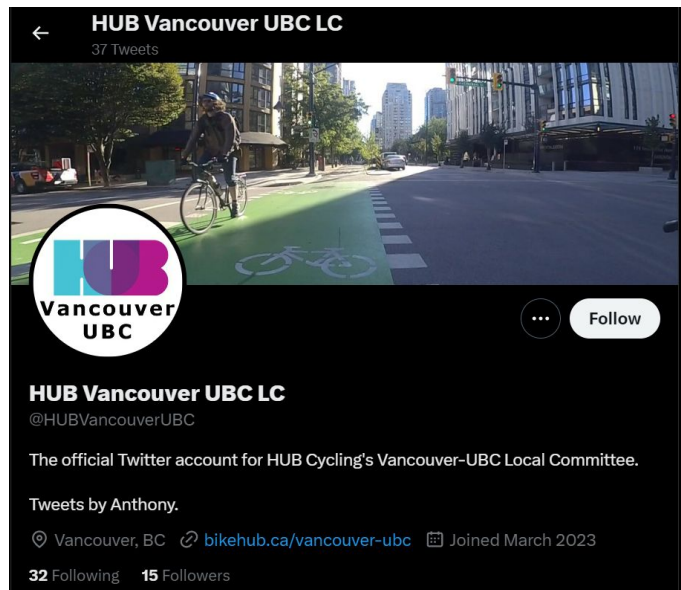 HUB Vancouver UBC LC
37 Tweets
HUB
Vancouver
UBC
Follow
HUB Vancouver UBC LC
@HUBVancouverUBC
The official Twitter account for HUB Cycling's Vancouver-UBC Local Committee.
Tweets by Anthony.
Vancouver, BC bikehub.ca/vancouver-ubc Joined March 2023
32 Following 15 Followers